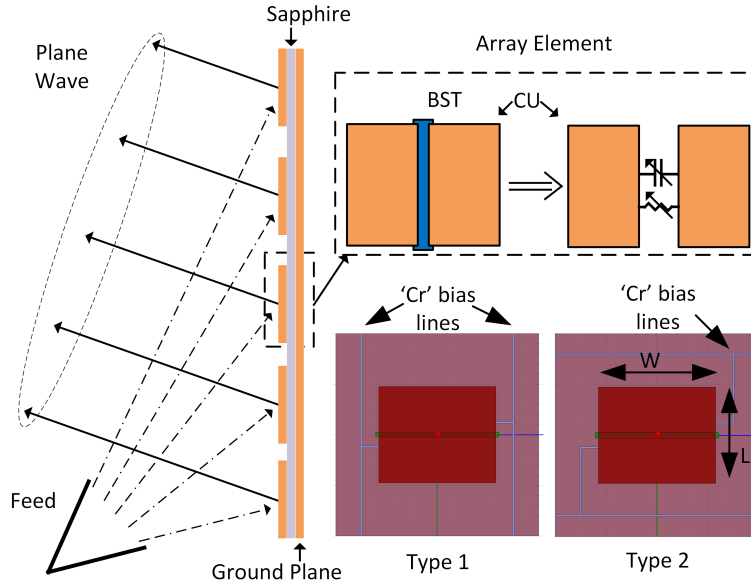 Sapphire
Plane
Wave
Array Element
BST
CU
'Cr' bias
lines
'Cr' bias
lines
W
L
Feed
Ground Plane
Type 1
Type 2